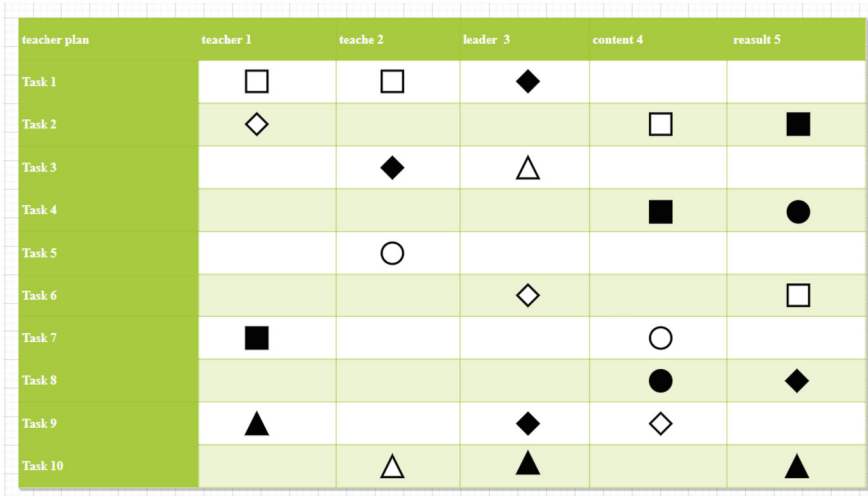 teacher plan teacher 1 teache 2 leader 3 content 4 reasult 5
Task 1
Task 2
Task 3
Task 4
Task 5
Task 6
Task 7
Task 8
Task 9
Task 10